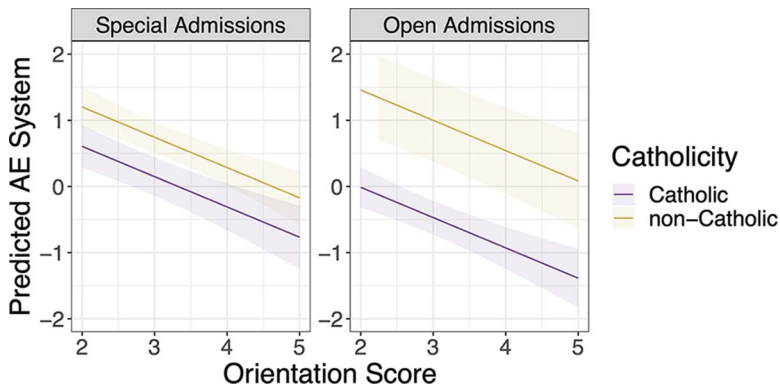 Special Admissions
Open Admissions
Predicted AE System
2
1
0
−1
−2
2
1
0
−1
−2
2 3 4 5
2 3 4 5
Orientation Score
Catholicity
Catholic
non−Catholic